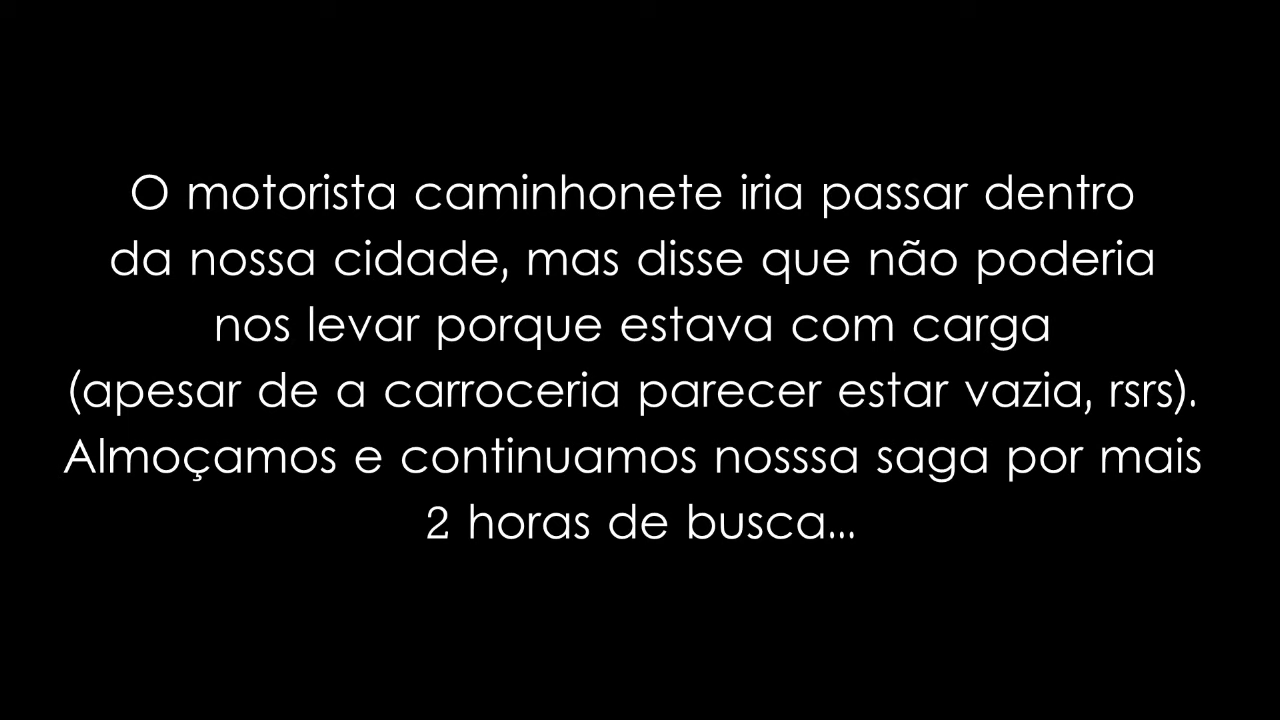 O motorista caminhonete iria passar dentro
da nossa cidade, mas disse que não poderia
nos levar porque estava com carga
(apesar de a carroceria parecer estar vazia, rsrs).
Almoçamos e continuamos nosssa saga por mais
2 horas de busca...